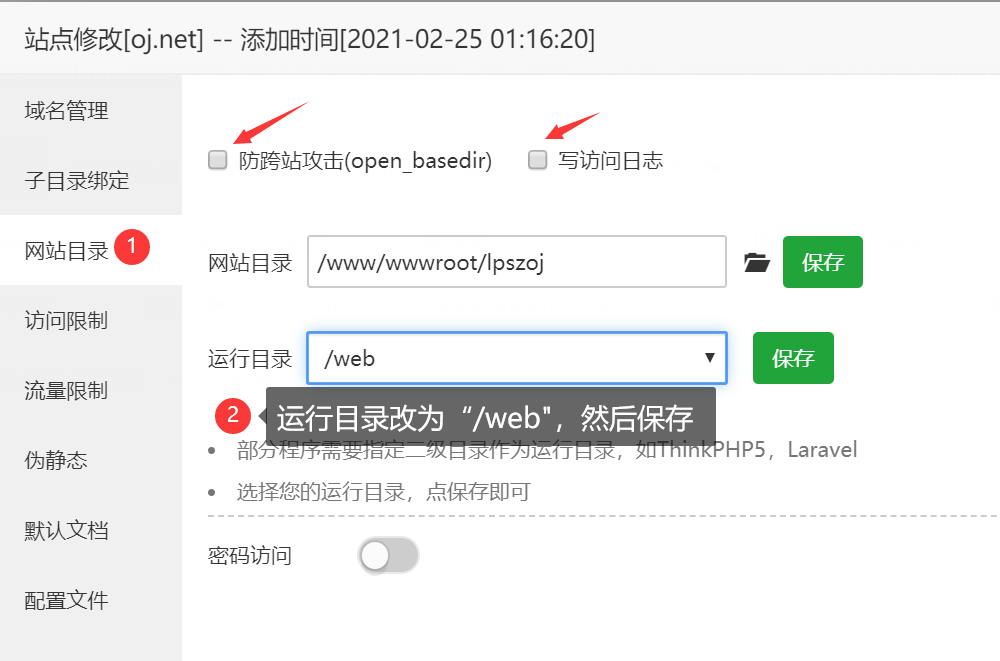 站点修改[oj.net] -- 添加时间[2021-02-25 01:16:20]
域名管理
子目录绑定
网站目录 1
访问限制
流量限制
伪静态
默认文档
配置文件
防跨站攻击(open_basedir) 写访问日志
网站目录 /www/wwwroot/lpszoj 保存
运行目录 /web 保存
2 运行目录改为“/web"，然后保存
部分程序需要指定二级目录作为运行目录，如ThinkPHP5，Laravel
选择您的运行目录，点保存即可
密码访问